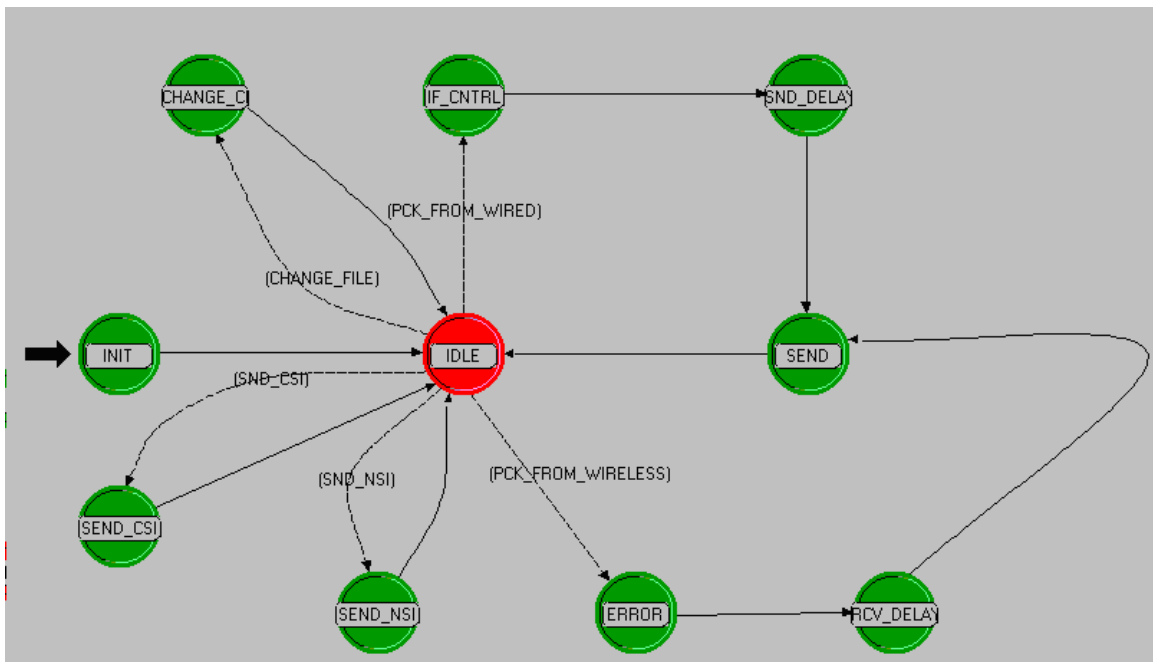 CHANGE_C
IF_CNTRL
SND_DELAY
(PCK_FROM_WIRED)
(CHANGE_FILE)
INIT
IDLE
SEND
(SND_CSI)
(SND_NSI)
(PCK_FROM_WIRELESS)
SEND_CSI
SEND_NSI
ERROR
RCV_DELAY